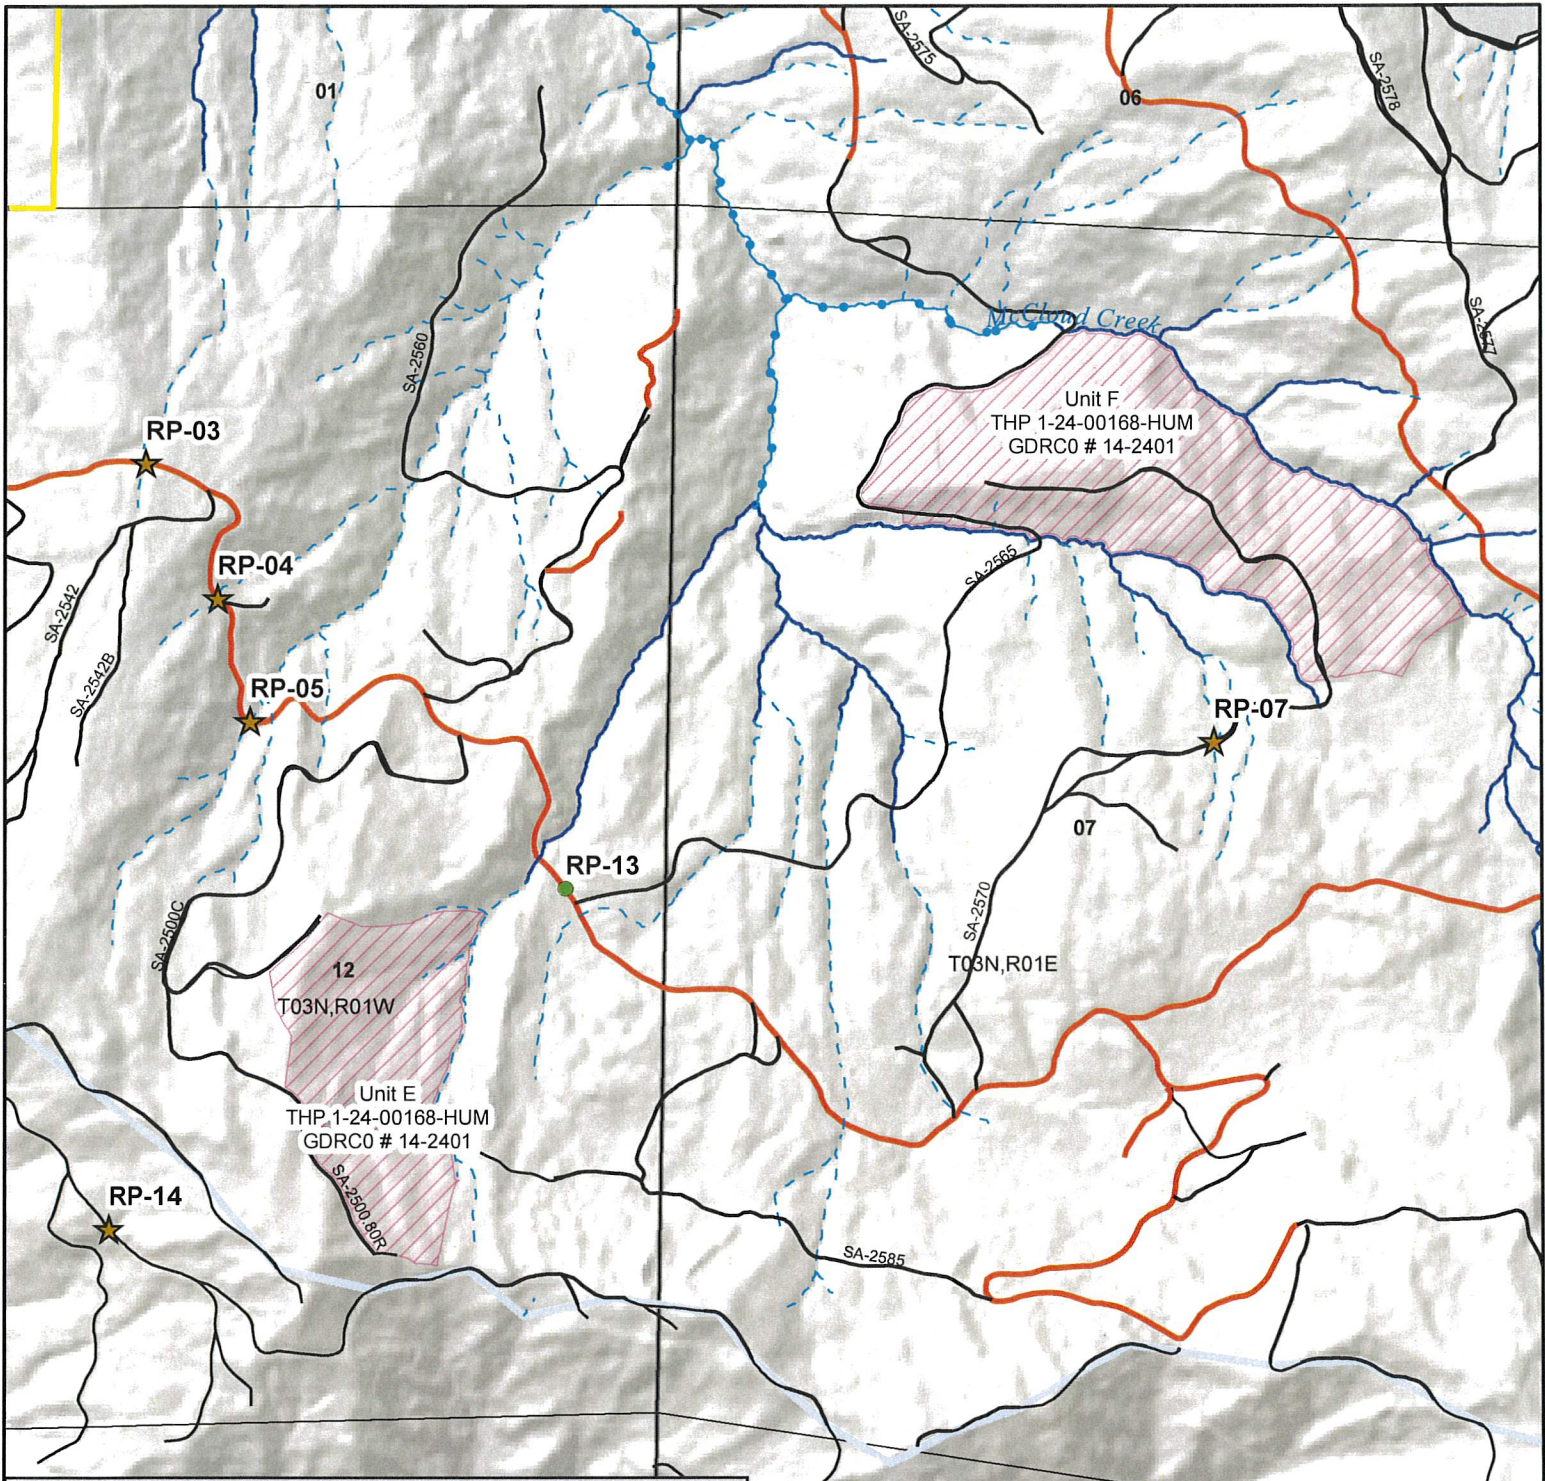 SA-2575
01
06
SA-2578
McCloud Creek
SA-2577
SA-2560
Unit F
THP 1-24-00168-HUM
GDRC0 # 14-2401
RP-03
RP-04
SA-2565
SA-2542
SA-2542B
RP-05
RP-07
07
RP-13
SA-2570
SA-2500C
12
T03N,R01E
T03N,R01W
Unit E
THP 1-24-00168-HUM
GDRC0 # 14-2401
SA-2500.80R
RP-14
SA-2585